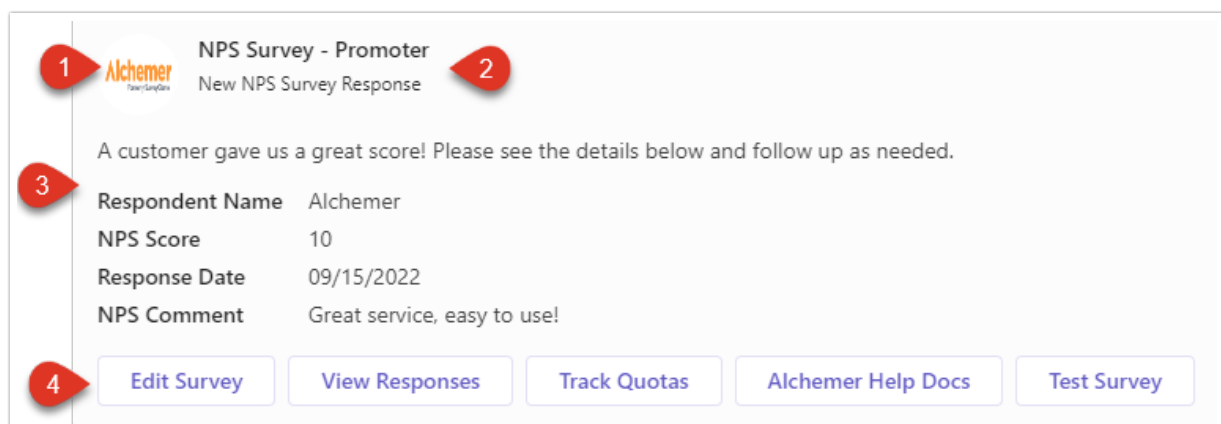 NPS Survey - Promoter
1
Alchemer
2
New NPS Survey Response
A customer gave us a great score! Please see the details below and follow up as needed.
3
Respondent Name Alchemer
NPS Score 10
Response Date 09/15/2022
NPS Comment Great service, easy to use!
4
Edit Survey View Responses Track Quotas Alchemer Help Docs Test Survey